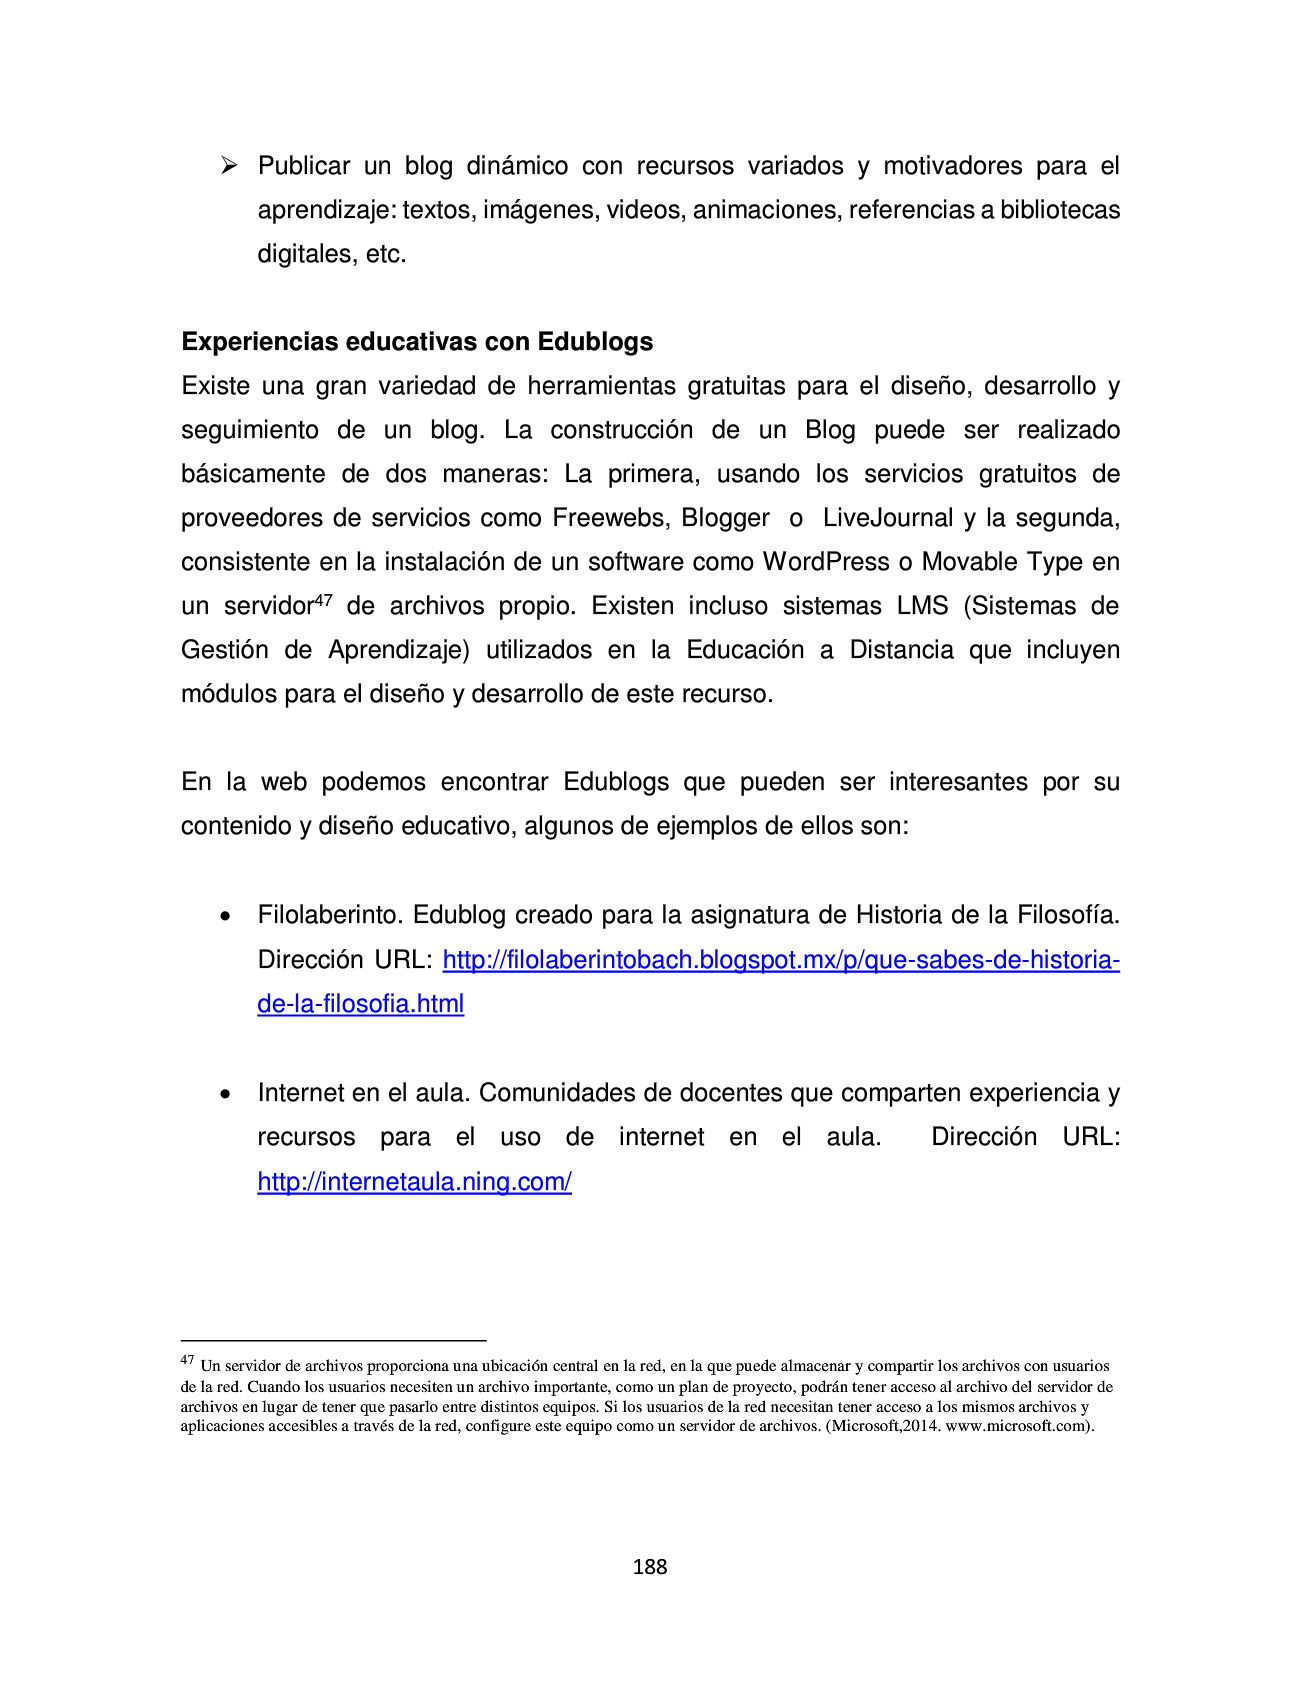 ➢ Publicar un blog dinámico con recursos variados y motivadores para el
aprendizaje: textos, imágenes, videos, animaciones, referencias a bibliotecas
digitales, etc.
Experiencias educativas con Edublogs
Existe una gran variedad de herramientas gratuitas para el diseño, desarrollo y
seguimiento de un blog. La construcción de un Blog puede ser realizado
básicamente de dos maneras: La primera, usando los servicios gratuitos de
proveedores de servicios como Freewebs, Blogger o LiveJournal y la segunda,
consistente en la instalación de un software como WordPress o Movable Type en
un servidor47 de archivos propio. Existen incluso sistemas LMS (Sistemas de
Gestión de Aprendizaje) utilizados en la Educación a Distancia que incluyen
módulos para el diseño y desarrollo de este recurso.
En la web podemos encontrar Edublogs que pueden ser interesantes por su
contenido y diseño educativo, algunos de ejemplos de ellos son:
• Filolaberinto. Edublog creado para la asignatura de Historia de la Filosofía.
Dirección URL: http://filolaberintobach.blogspot.mx/p/que-sabes-de-historia-
de-la-filosofia.html
• Internet en el aula. Comunidades de docentes que comparten experiencia y
recursos para el uso de internet en el aula. Dirección URL:
http://internetaula.ning.com/
47 Un servidor de archivos proporciona una ubicación central en la red, en la que puede almacenar y compartir los archivos con usuarios
de la red. Cuando los usuarios necesiten un archivo importante, como un plan de proyecto, podrán tener acceso al archivo del servidor de
archivos en lugar de tener que pasarlo entre distintos equipos. Si los usuarios de la red necesitan tener acceso a los mismos archivos y
aplicaciones accesibles a través de la red, configure este equipo como un servidor de archivos. (Microsoft,2014. www.microsoft.com).
188